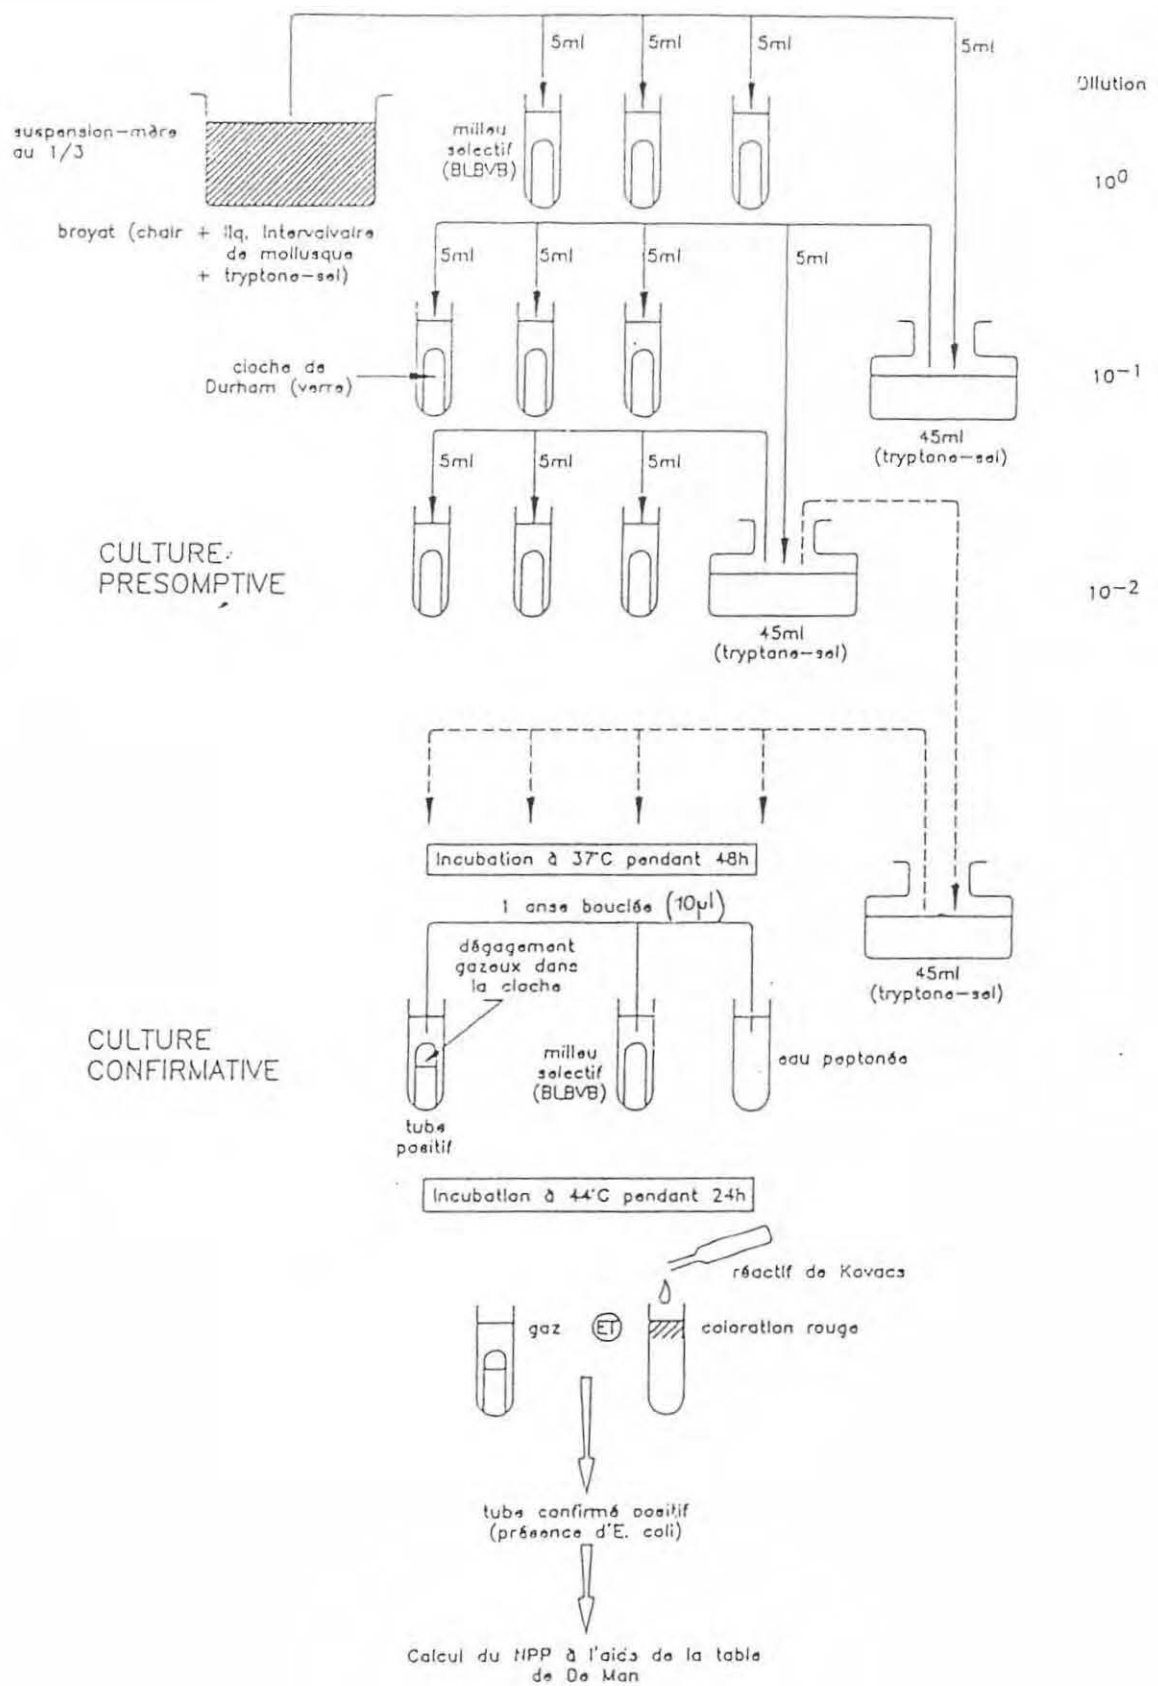 5ml 5ml 5ml 5ml
Dilution
suspension-mère
au 1/3
milieu
selectif
(BLBVB)
10⁰
broyat (chair + liq. Intervalvaire
de mollusque
+ tryptone-sel)
5ml 5ml 5ml 5ml
cloche de
Durham (verre)
10⁻¹
45ml
(tryptone-sel)
5ml 5ml 5ml
CULTURE
PRESOMPTIVE
10⁻²
45ml
(tryptone-sel)
Incubation à 37°C pendant 48h
1 anse bouclée (10µl)
dégagement
gazeux dans
la cloche
45ml
(tryptone-sel)
CULTURE
CONFIRMATIVE
milieu
selectif
(BLBVB)
eau peptonée
tube
positif
Incubation à 44°C pendant 24h
réactif de Kovacs
gaz ET coloration rouge
tube confirmé positif
(présence d'E. coli)
Calcul du NPP à l'aide de la table
de De Man